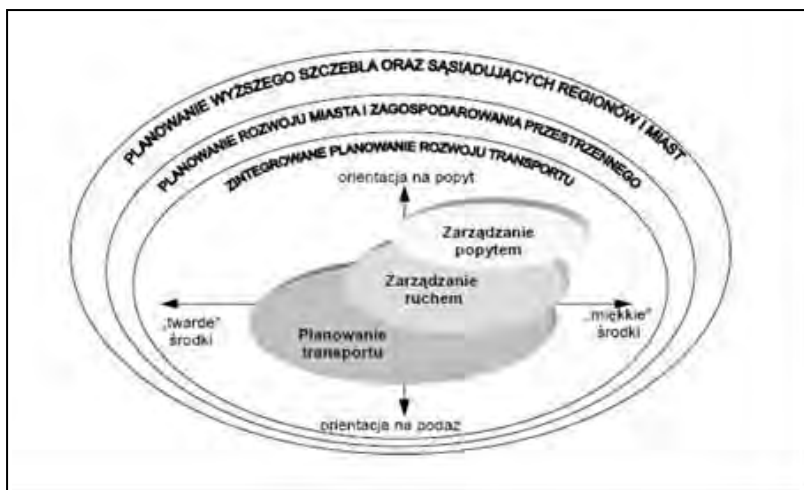 PLANOWANIE WYŻSZEGO SZCZEBLA ORAZ SĄSIADUJĄCYCH REGIONÓW I MIAST
PLANOWANIE ROZWOJU MIASTA I ZAGOSPODAROWANIA PRZESTRZENNEGO
ZINTEGROWANE PLANOWANIE ROZWOJU TRANSPORTU
orientacja na popyt
Zarządzanie
popytem
Zarządzanie
ruchem
„twarde”
środki
„miękkie”
środki
Planowanie
transportu
orientacja na podaż